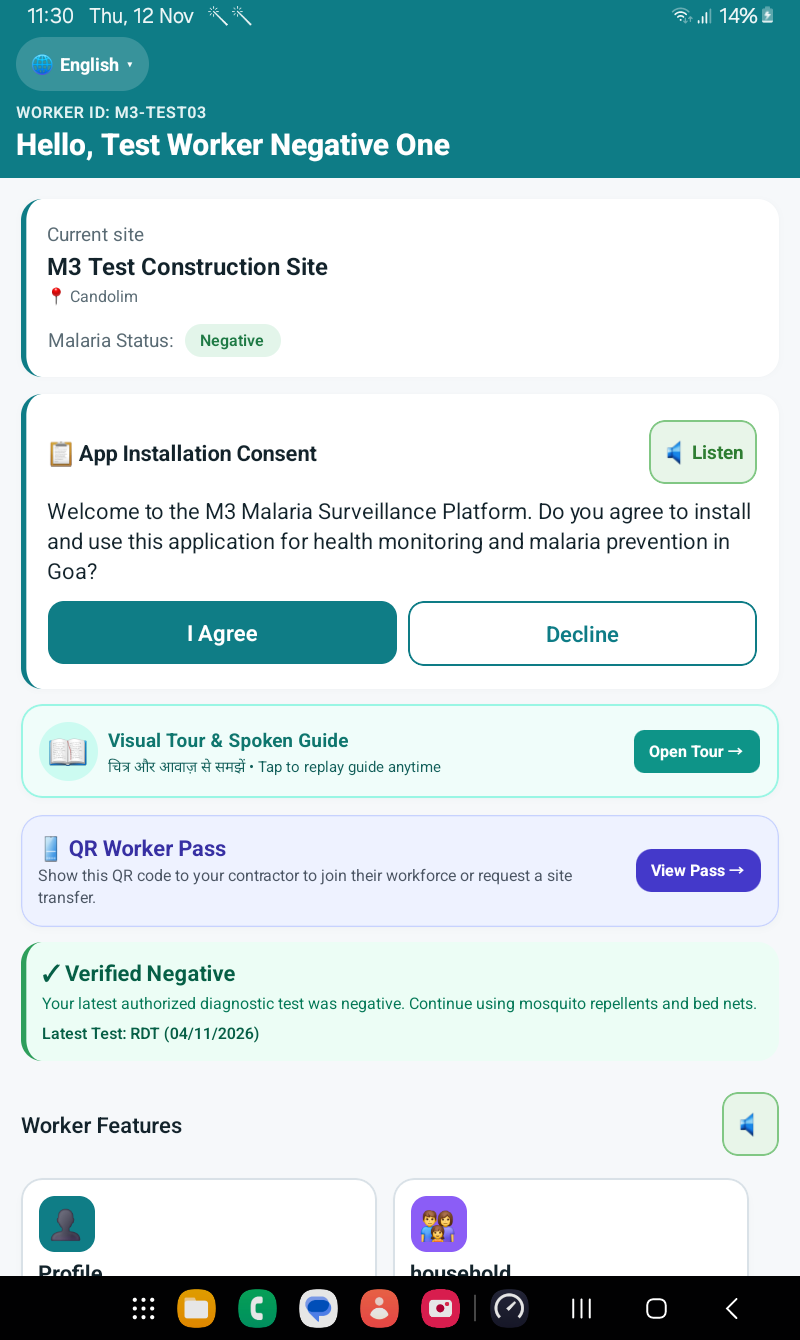 11:30 Thu, 12 Nov 14%
English
WORKER ID: M3-TEST03
Hello, Test Worker Negative One
Current site
M3 Test Construction Site
Candolim
Malaria Status: Negative
App Installation Consent
Listen
Welcome to the M3 Malaria Surveillance Platform. Do you agree to install
and use this application for health monitoring and malaria prevention in
Goa?
I Agree
Decline
Visual Tour & Spoken Guide
चित्र और आवाज़ से समझें • Tap to replay guide anytime
Open Tour →
QR Worker Pass
Show this QR code to your contractor to join their workforce or request a site
transfer.
View Pass →
✓ Verified Negative
Your latest authorized diagnostic test was negative. Continue using mosquito repellents and bed nets.
Latest Test: RDT (04/11/2026)
Worker Features
Profile
household